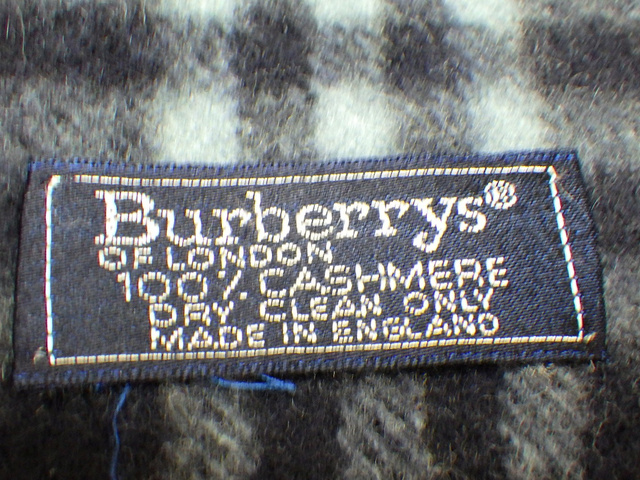 Burberrys®
OF LONDON
100% CASHMERE
DRY CLEAN ONLY
MADE IN ENGLAND